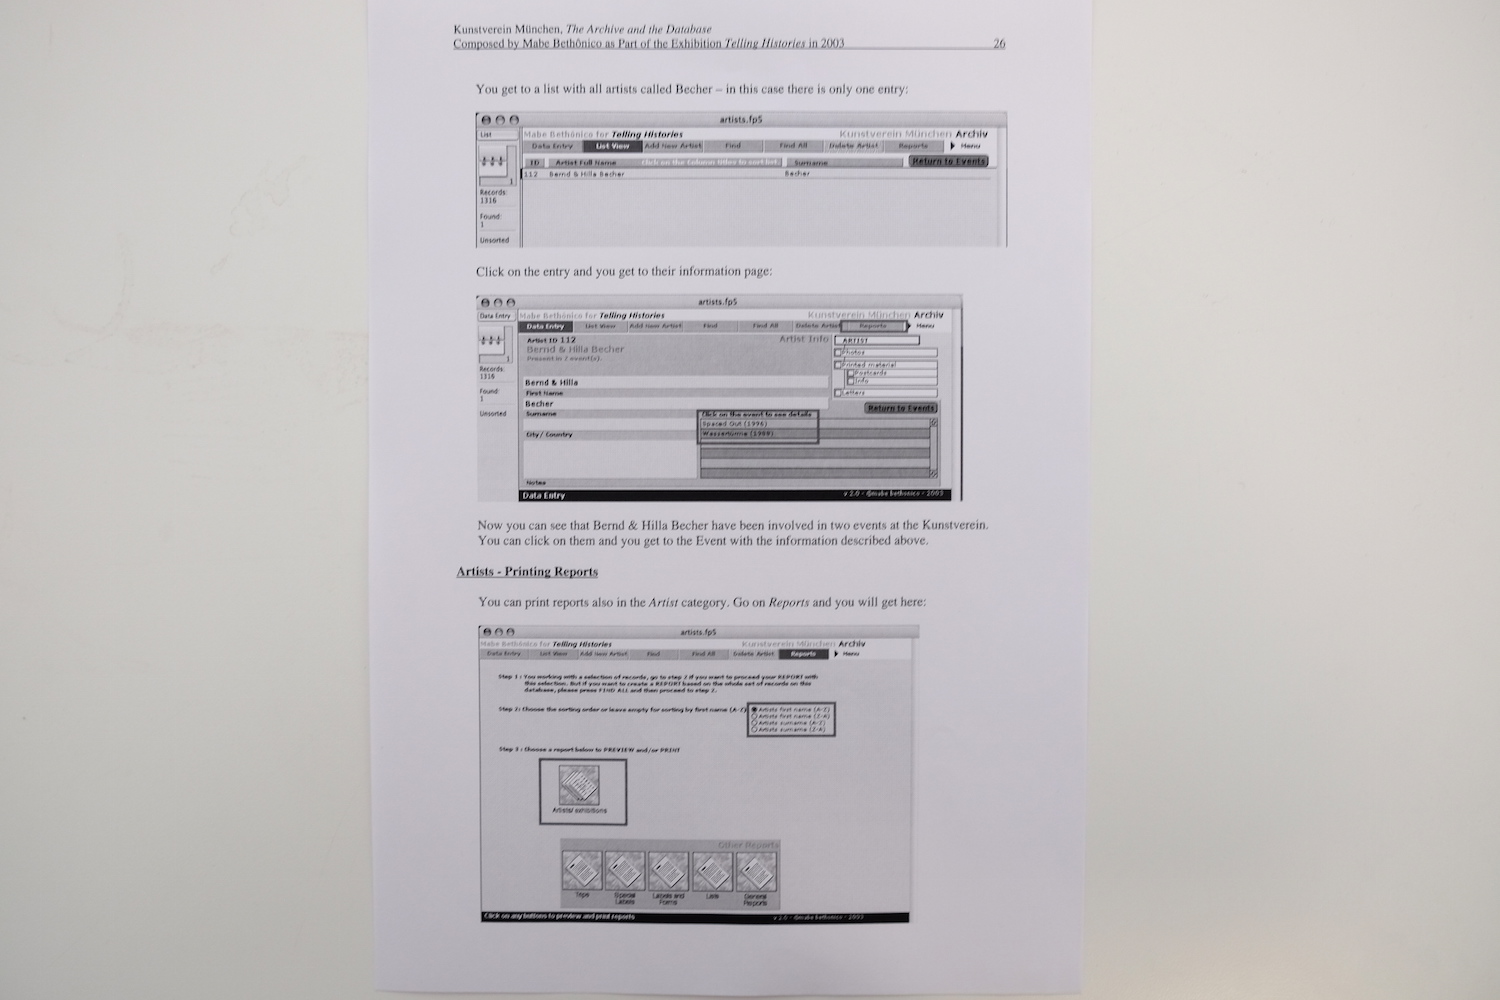 Kunstverein München, The Archive and the Database
Composed by Mabe Bethônico as Part of the Exhibition Telling Histories in 2003 26
You get to a list with all artists called Becher – in this case there is only one entry:
artists.fp5
List Mabe Bethônico for Telling Histories Kunstverein München Archiv
Data Entry List View Add New Artist Find Find All Delete Artist Reports Menu
ID Artist Full Name Click on the Column titles to sort list. Surname Return to Events
112 Bernd & Hilla Becher Becher
1
Records:
1316
Found:
1
Unsorted
Click on the entry and you get to their information page:
artists.fp5
Data Entry Mabe Bethônico for Telling Histories Kunstverein München Archiv
Data Entry List View Add New Artist Find Find All Delete Artist Reports Menu
Artist ID 112 Artist Info ARTIST
Bernd & Hilla Becher Photos
Present in 2 event(s).
1 Printed material
Records: Postcards
1316 Info
Bernd & Hilla
Found: First Name Letters
1
Becher Return to Events
Unsorted Surname Click on the event to see details
Spaced Out (1996)
City/ Country Wassertürme (1989)
Notes
Data Entry v 2.0 - ©mabe bethonico - 2003
Now you can see that Bernd & Hilla Becher have been involved in two events at the Kunstverein.
You can click on them and you get to the Event with the information described above.
Artists - Printing Reports
You can print reports also in the Artist category. Go on Reports and you will get here:
artists.fp5
Mabe Bethônico for Telling Histories Kunstverein München Archiv
Data Entry List View Add New Artist Find Find All Delete Artist Reports Menu
Step 1 : You working with a selection of records, go to step 2 if you want to proceed your REPORT with
this selection. But if you want to create a REPORT based on the whole set of records on this
database, please press FIND ALL and then proceed to step 2.
Step 2: Choose the sorting order or leave empty for sorting by first name (A-Z) Artists first name (A-Z)
Artists first name (Z-A)
Artists surname (A-Z)
Artists surname (Z-A)
Step 3 : Choose a report below to PREVIEW and/or PRINT
Artists/ exhibitions
Other Reports
Tape Special Labels and Lists General
Labels Forms Reports
Click on any buttons to preview and print reports v 2.0 - ©mabe bethonico - 2003